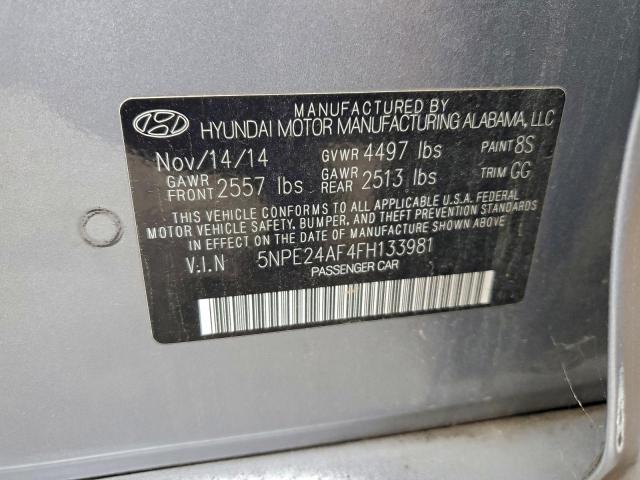 MANUFACTURED BY
HYUNDAI MOTOR MANUFACTURING ALABAMA, LLC
Nov/14/14 GVWR 4497 lbs PAINT 8S
GAWR FRONT 2557 lbs GAWR REAR 2513 lbs TRIM GG
THIS VEHICLE CONFORMS TO ALL APPLICABLE U.S.A. FEDERAL
MOTOR VEHICLE SAFETY, BUMPER, AND THEFT PREVENTION STANDARDS
IN EFFECT ON THE DATE OF MANUFACTURE SHOWN ABOVE
V.I.N 5NPE24AF4FH133981
PASSENGER CAR